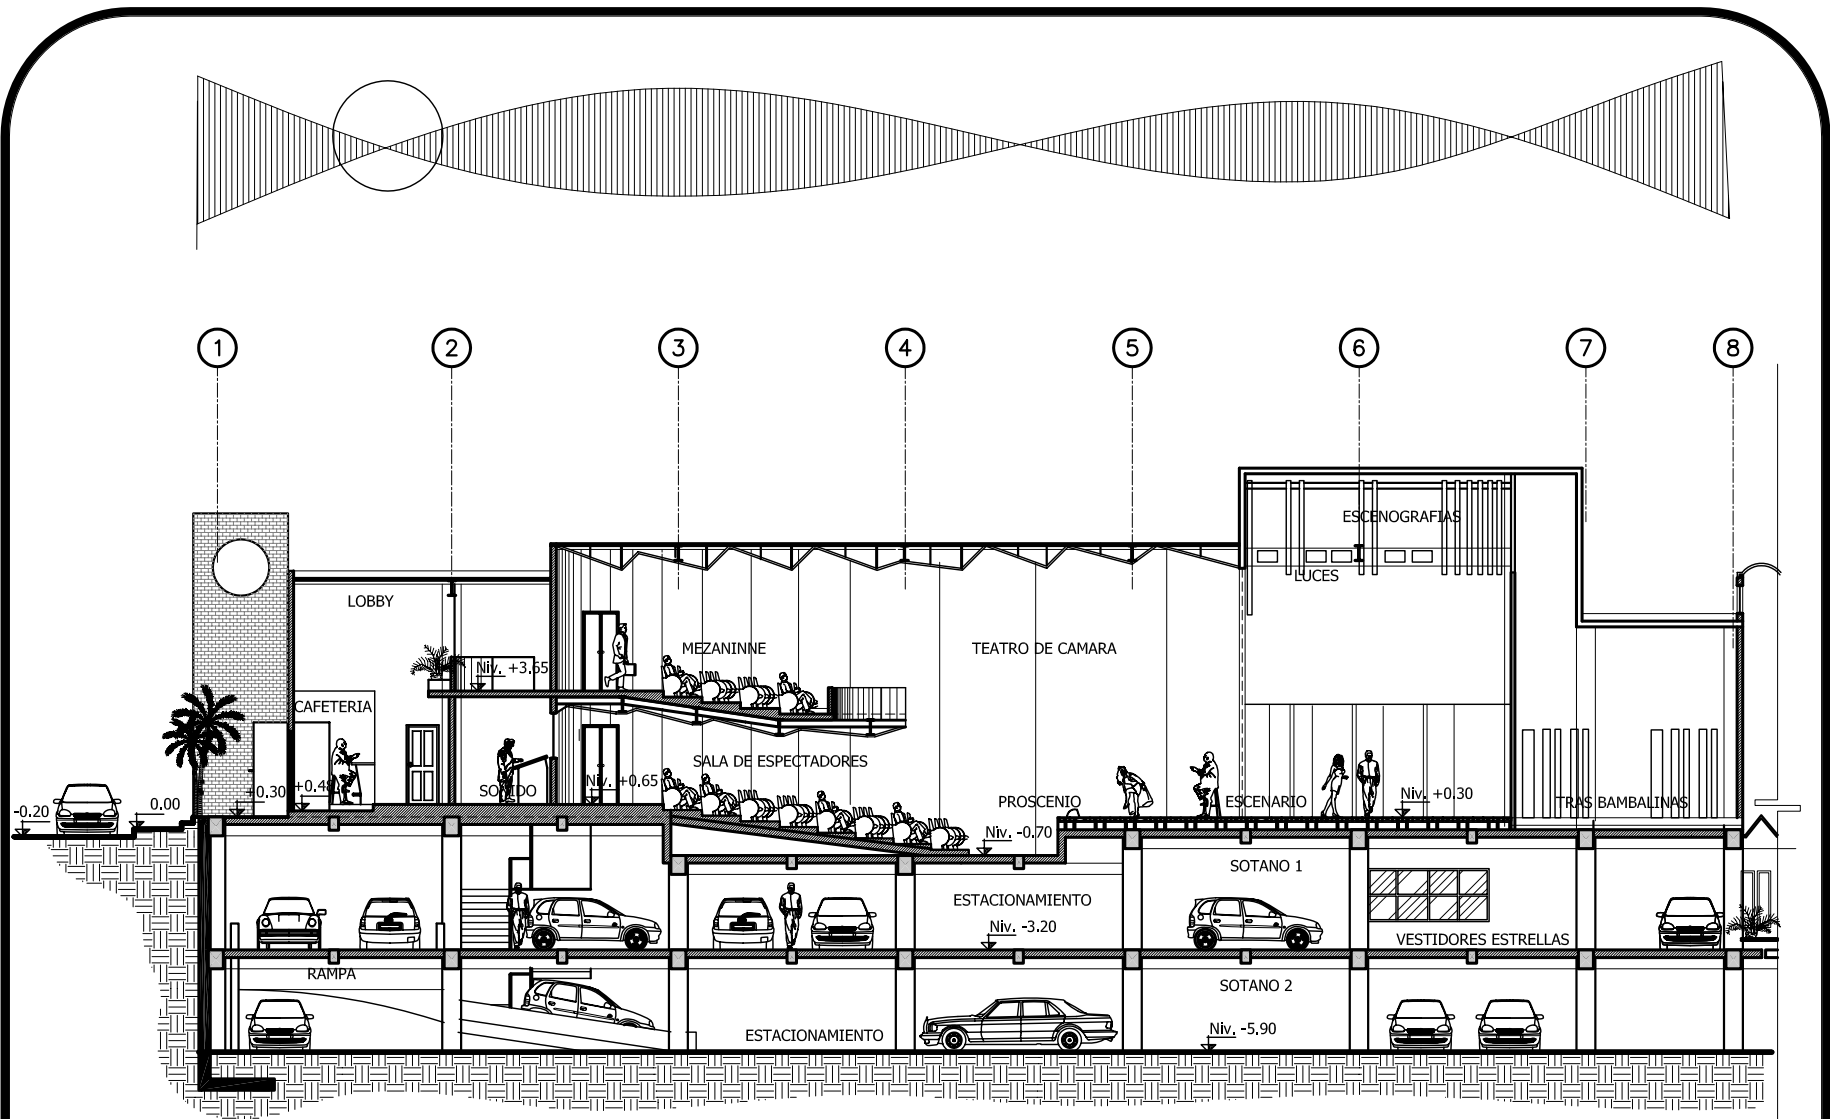 1 2 3 4 5 6 7 8
ESCENOGRAFIAS
LUCES
LOBBY
MEZANINNE
TEATRO DE CAMARA
Niv. +3.65
CAFETERIA
SALA DE ESPECTADORES
Niv. +0.65
+0.30
+0.48
SONIDO
-0.20
0.00
PROSCENIO
ESCENARIO
Niv. +0.30
TRAS BAMBALINAS
Niv. -0.70
SOTANO 1
ESTACIONAMIENTO
Niv. -3.20
VESTIDORES ESTRELLAS
RAMPA
SOTANO 2
ESTACIONAMIENTO
Niv. -5.90